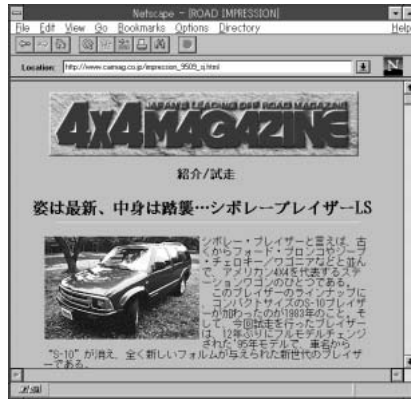 Netscape - [ROAD IMPRESSION]
File Edit View Go Bookmarks Options Directory Help
Location: http://www.carmag.co.jp/impression_9509_q.html
N
JAPAN'S LEADING OFF ROAD MAGAZINE
4x4MAGAZINE
紹介/試走
姿は最新、中身は踏襲…シボレーブレイザーLS
シボレー・ブレイザーと言えば、古
くからフォード・ブロンコやジープ
・チェロキー/ワゴニアなどと並ん
で、アメリカン4X4を代表するステ
ーションワゴンのひとつである。
このブレイザーのラインナップに
、コンパクトサイズのS-10ブレイザ
ーが加わったのが1983年のこと、そ
して、今回試走を行ったブレイザー
は、12年ぶりにフルモデルチェンジ
された'95年モデルで、車名から
"S-10" が消え、全く新しいフォルムが与えられた新世代のブレイザ
ーである。